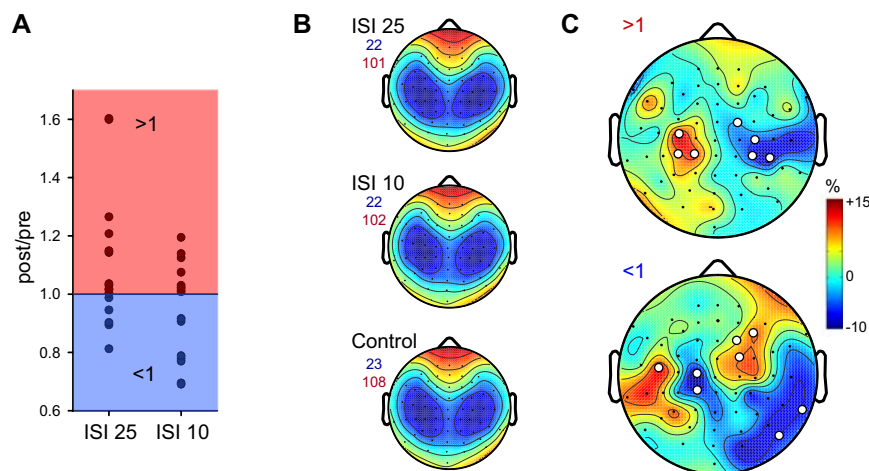 A
post/pre
1.6
1.4
1.2
1.0
0.8
0.6
>1
<1
ISI 25 ISI 10
B
ISI 25
22
101
ISI 10
22
102
Control
23
108
C
>1
%
+15
0
-10
<1